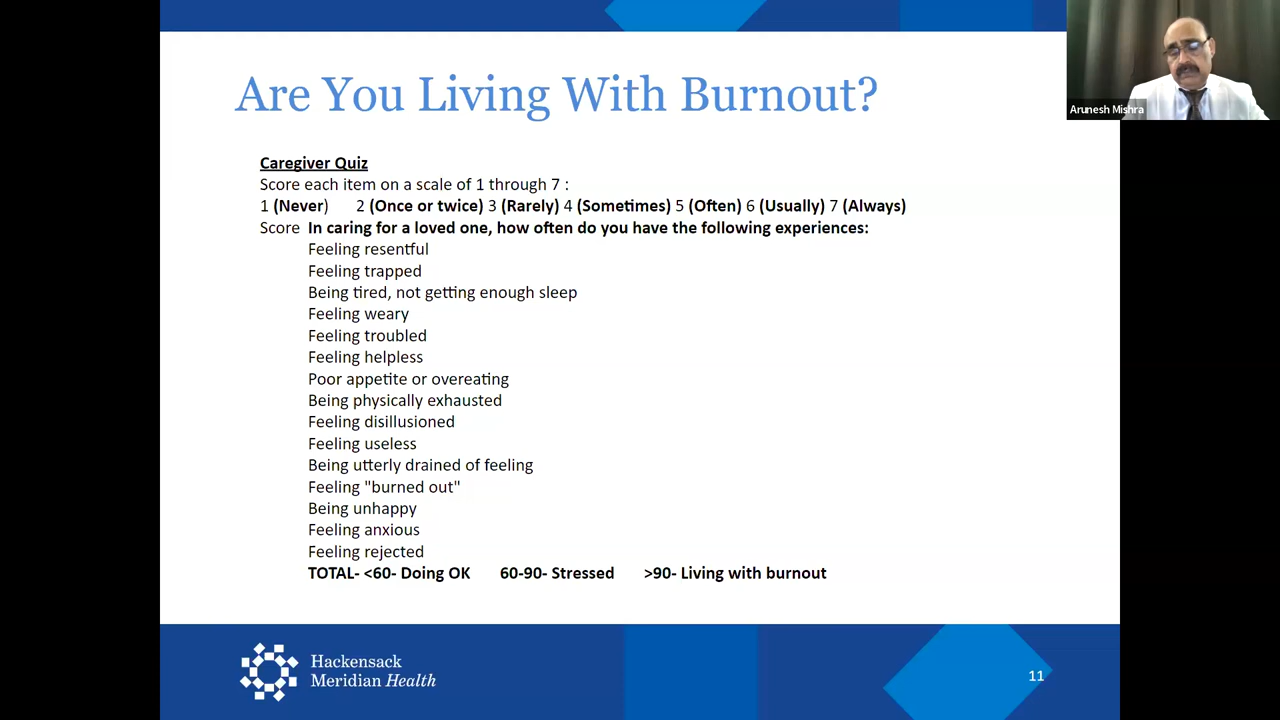 Are You Living With Burnout?
Arunesh Mishra
Caregiver Quiz
Score each item on a scale of 1 through 7 :
1 (Never) 2 (Once or twice) 3 (Rarely) 4 (Sometimes) 5 (Often) 6 (Usually) 7 (Always)
Score In caring for a loved one, how often do you have the following experiences:
Feeling resentful
Feeling trapped
Being tired, not getting enough sleep
Feeling weary
Feeling troubled
Feeling helpless
Poor appetite or overeating
Being physically exhausted
Feeling disillusioned
Feeling useless
Being utterly drained of feeling
Feeling "burned out"
Being unhappy
Feeling anxious
Feeling rejected
TOTAL- <60- Doing OK 60-90- Stressed >90- Living with burnout
Hackensack
Meridian Health
11